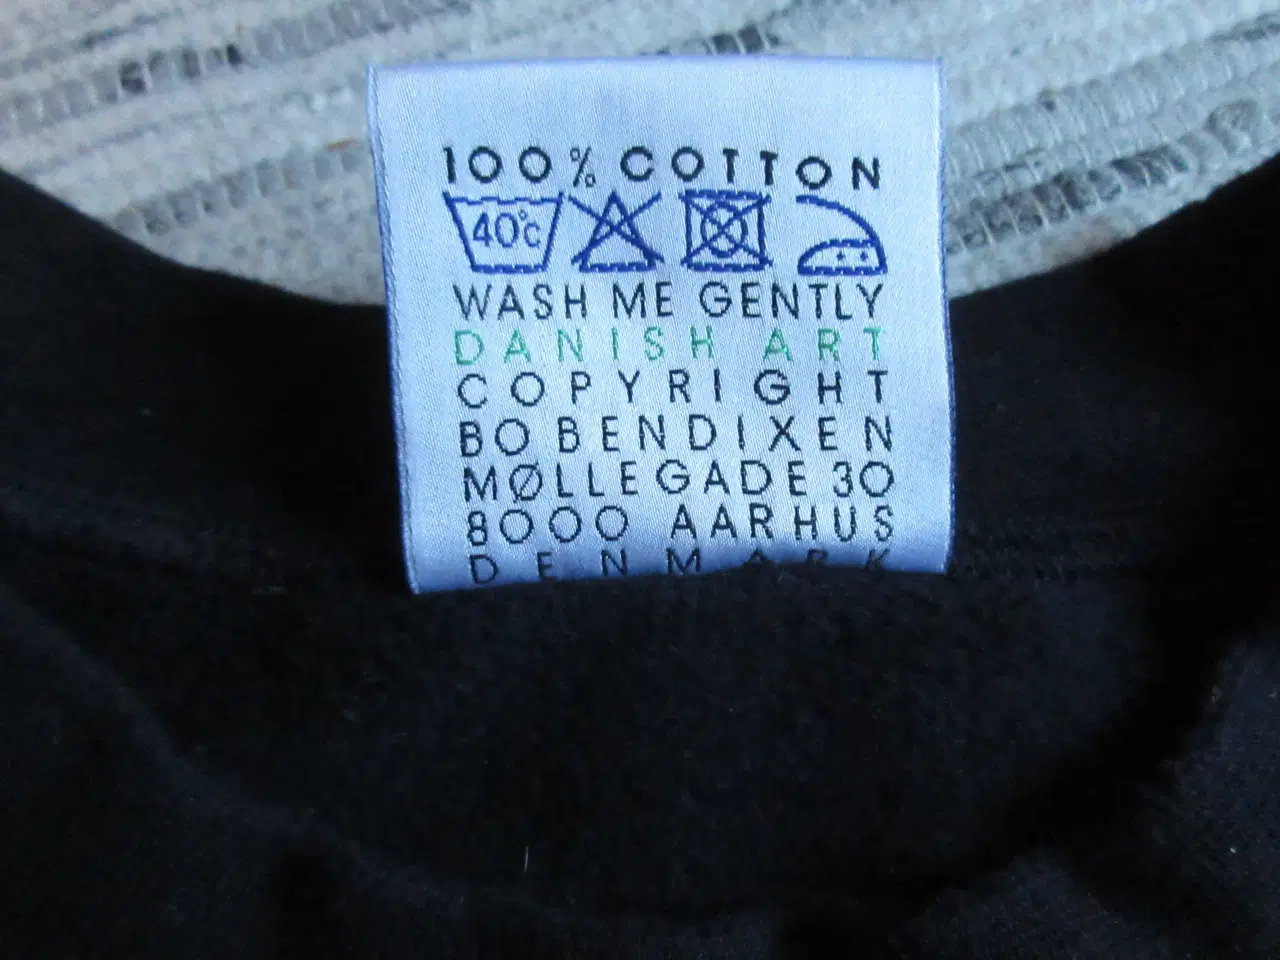 100% COTTON
40°C
WASH ME GENTLY
DANISH ART
COPYRIGHT
BO BENDIXEN
MØLLEGADE 30
8000 AARHUS
DENMARK